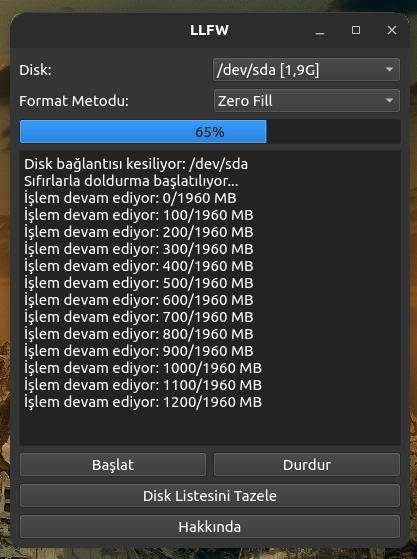 LLFW
Disk: /dev/sda [1,9G]
Format Metodu: Zero Fill
65%
Disk bağlantısı kesiliyor: /dev/sda
Sıfırlarla doldurma başlatılıyor...
İşlem devam ediyor: 0/1960 MB
İşlem devam ediyor: 100/1960 MB
İşlem devam ediyor: 200/1960 MB
İşlem devam ediyor: 300/1960 MB
İşlem devam ediyor: 400/1960 MB
İşlem devam ediyor: 500/1960 MB
İşlem devam ediyor: 600/1960 MB
İşlem devam ediyor: 700/1960 MB
İşlem devam ediyor: 800/1960 MB
İşlem devam ediyor: 900/1960 MB
İşlem devam ediyor: 1000/1960 MB
İşlem devam ediyor: 1100/1960 MB
İşlem devam ediyor: 1200/1960 MB
Başlat Durdur
Disk Listesini Tazele
Hakkında